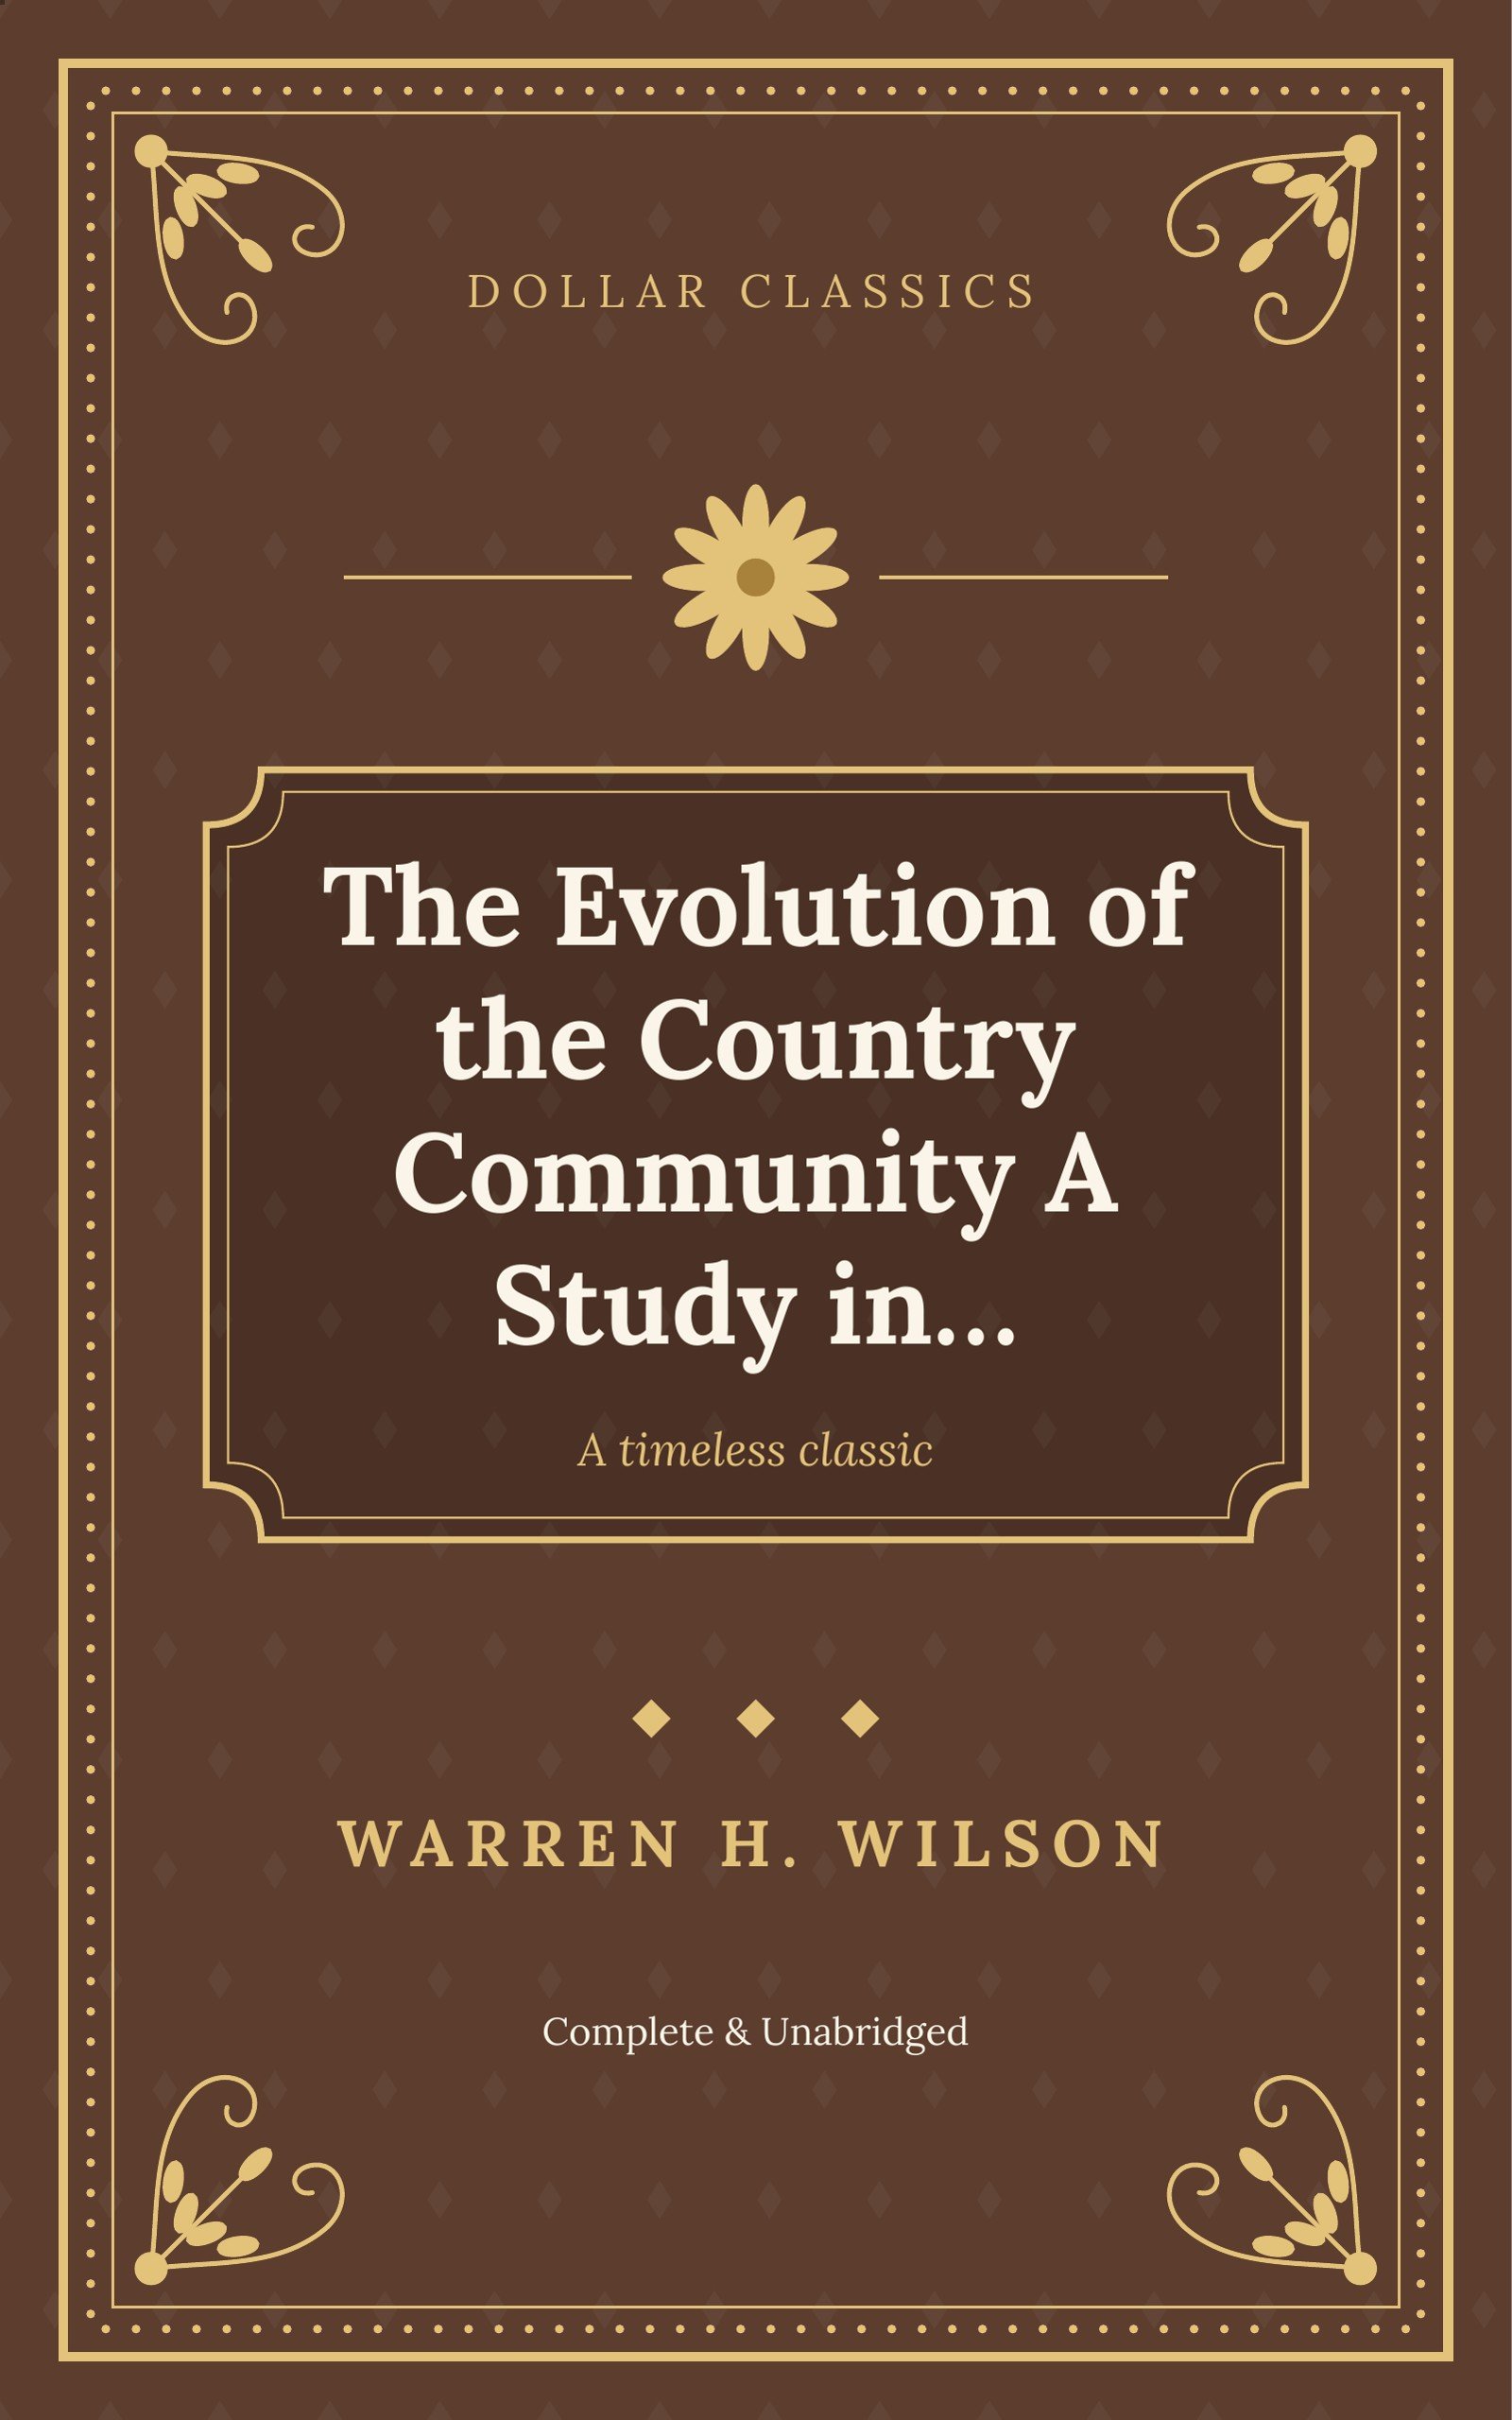 DOLLAR CLASSICS
The Evolution of
the Country
Community A
Study in...
A timeless classic
WARREN H. WILSON
Complete & Unabridged